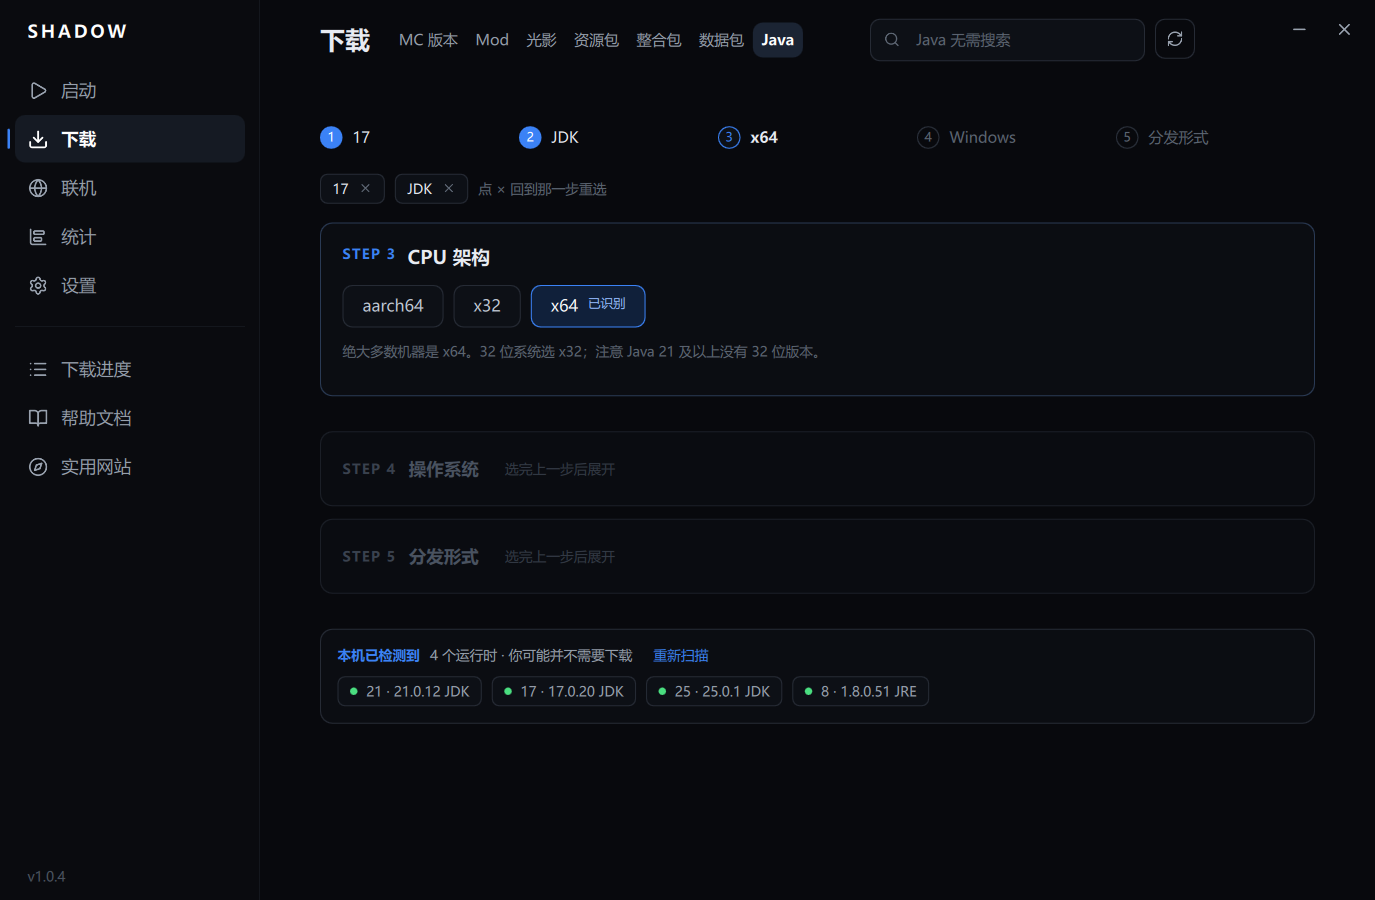 SHADOW
启动
下载
联机
统计
设置
下载进度
帮助文档
实用网站
v1.0.4
下载 MC 版本 Mod 光影 资源包 整合包 数据包 Java
Java 无需搜索
1 17 2 JDK 3 x64 4 Windows 5 分发形式
17 × JDK × 点 × 回到那一步重选
STEP 3 CPU 架构
aarch64 x32 x64 已识别
绝大多数机器是 x64。32 位系统选 x32；注意 Java 21 及以上没有 32 位版本。
STEP 4 操作系统 选完上一步后展开
STEP 5 分发形式 选完上一步后展开
本机已检测到 4 个运行时 · 你可能并不需要下载 重新扫描
21 · 21.0.12 JDK 17 · 17.0.20 JDK 25 · 25.0.1 JDK 8 · 1.8.0.51 JRE